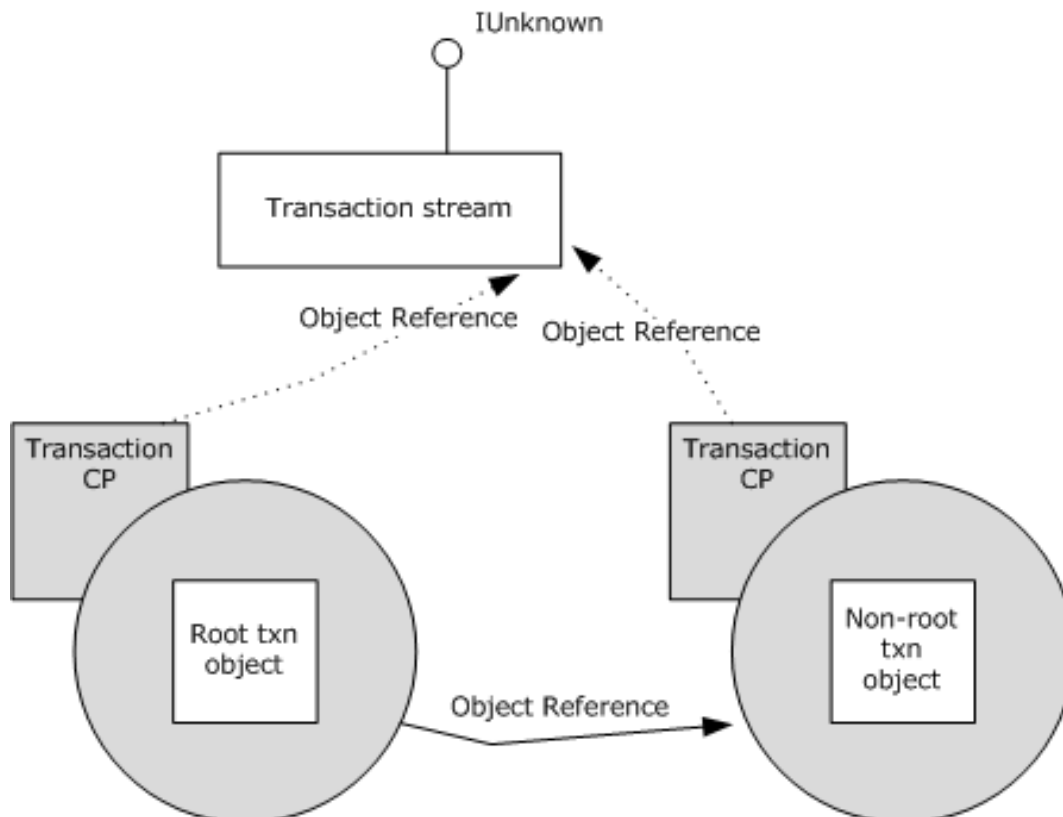 IUnknown
Transaction stream
Object Reference
Object Reference
Transaction
CP
Transaction
CP
Root txn
object
Non-root
txn
object
Object Reference